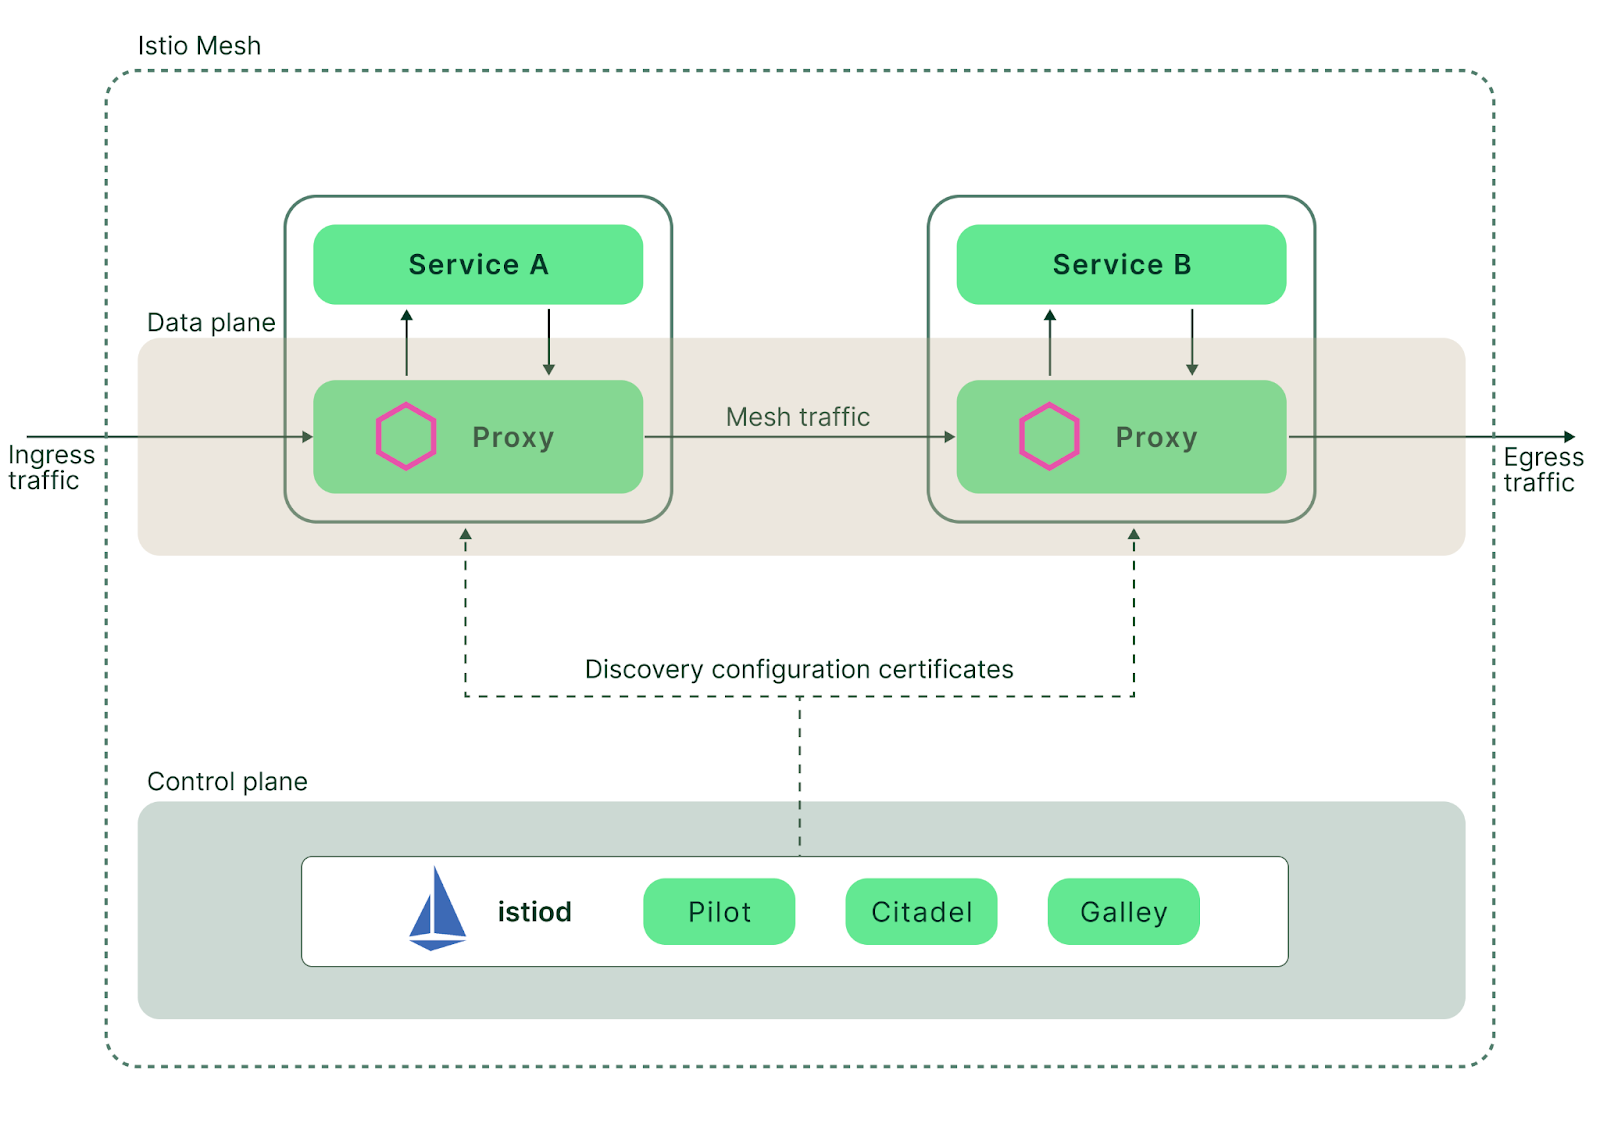 Istio Mesh
Service A
Service B
Data plane
Proxy
Mesh traffic
Proxy
Ingress
traffic
Egress
traffic
Discovery configuration certificates
Control plane
istiod
Pilot
Citadel
Galley